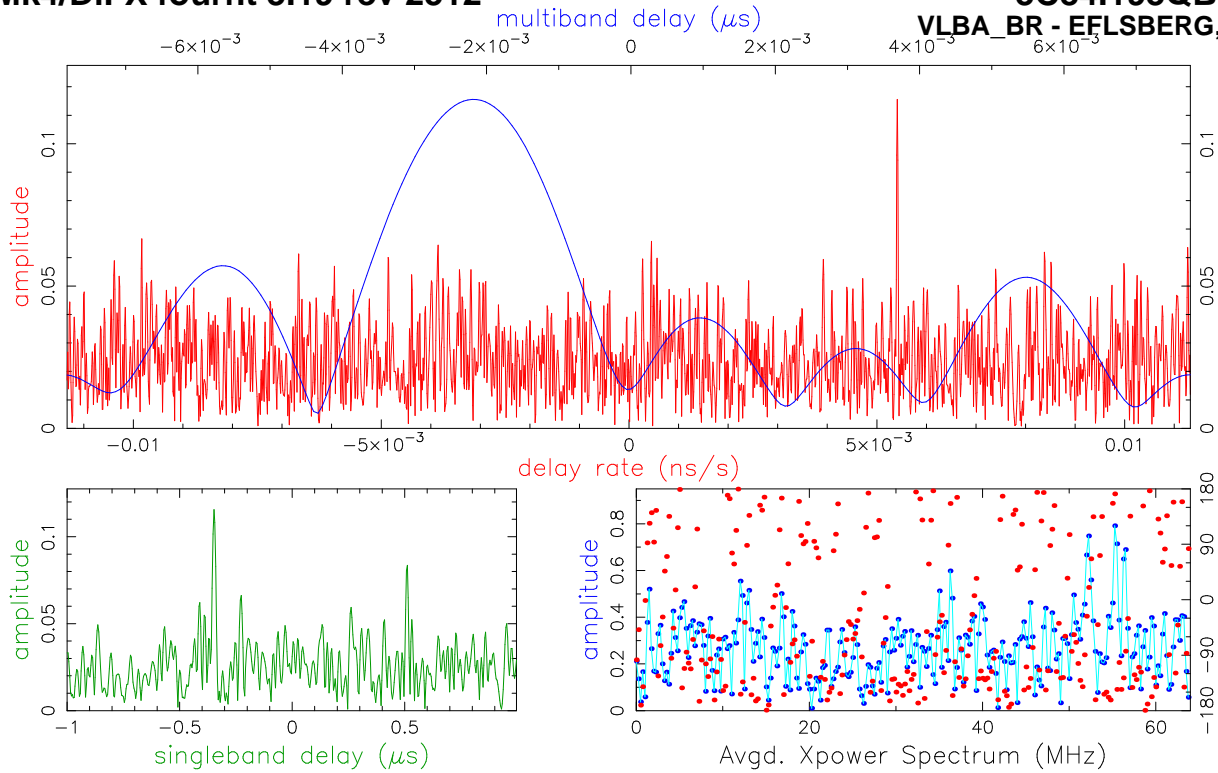 multiband delay (μs)
VLBA_BR - EFLSBERG,
−6×10⁻³ −4×10⁻³ −2×10⁻³ 0 2×10⁻³ 4×10⁻³ 6×10⁻³
amplitude
0 0.05 0.1
0 0.05 0.1
−0.01 −5×10⁻³ 0 5×10⁻³ 0.01
delay rate (ns/s)
amplitude
0 0.05 0.1
−1 −0.5 0 0.5
singleband delay (μs)
amplitude
0 0.2 0.4 0.6 0.8
−180 −90 0 90 180
0 20 40 60
Avgd. Xpower Spectrum (MHz)